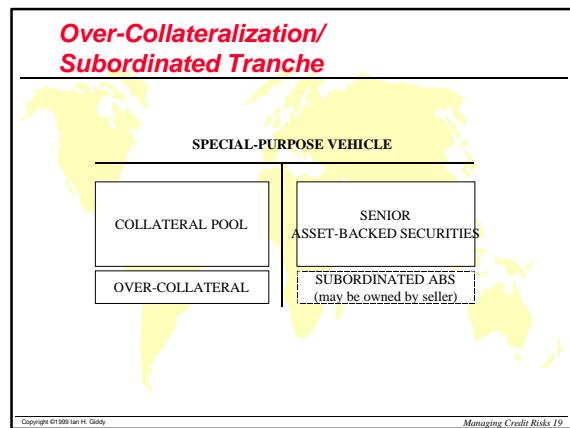 Over-Collateralization/
Subordinated Tranche
SPECIAL-PURPOSE VEHICLE
COLLATERAL POOL
SENIOR
ASSET-BACKED SECURITIES
OVER-COLLATERAL
SUBORDINATED ABS
(may be owned by seller)
Copyright ©1999 Ian H. Giddy
Managing Credit Risks 19